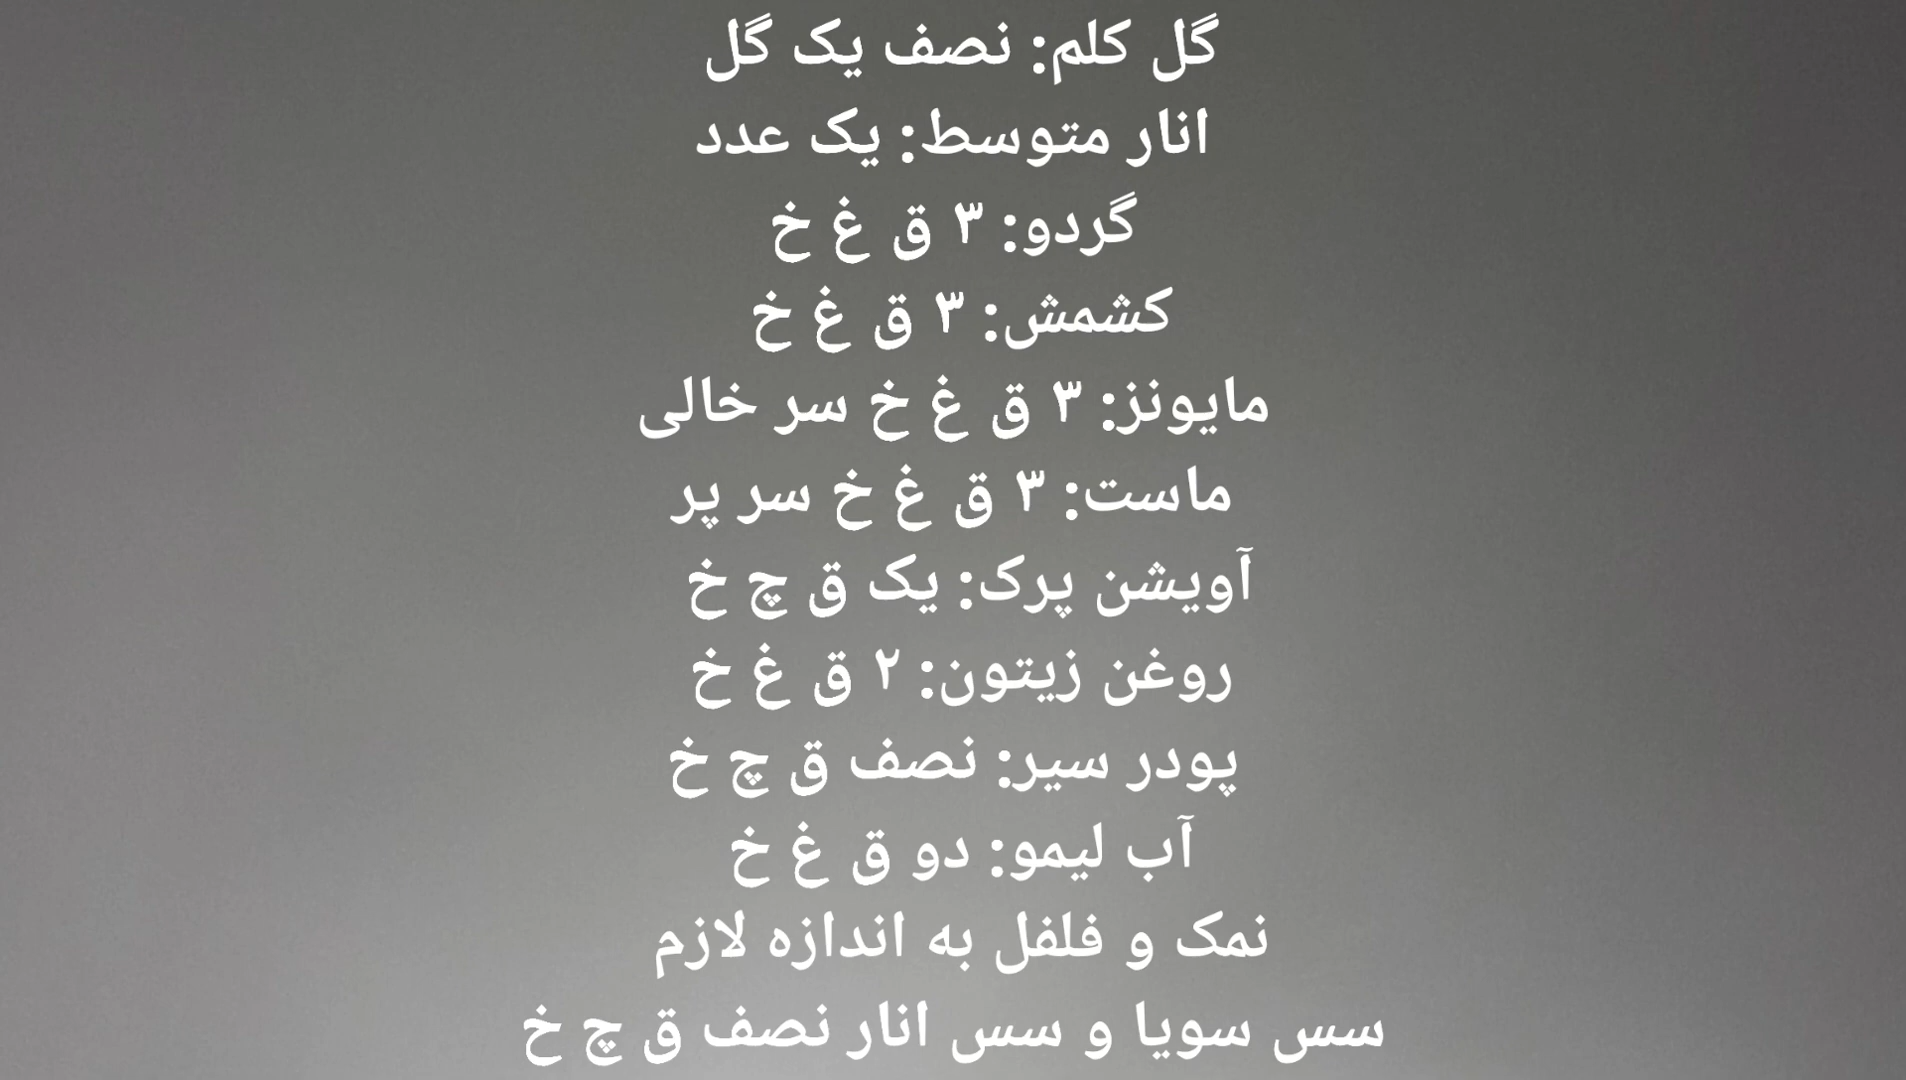 گل کلم: نصف یک گل
انار متوسط: یک عدد
گردو: ۳ ق غ خ
کشمش: ۳ ق غ خ
مایونز: ۳ ق غ خ سر خالی
ماست: ۳ ق غ خ سر پر
آویشن پرک: یک ق چ خ
روغن زیتون: ۲ ق غ خ
پودر سیر: نصف ق چ خ
آب لیمو: دو ق غ خ
نمک و فلفل به اندازه لازم
سس سویا و سس انار نصف ق چ خ